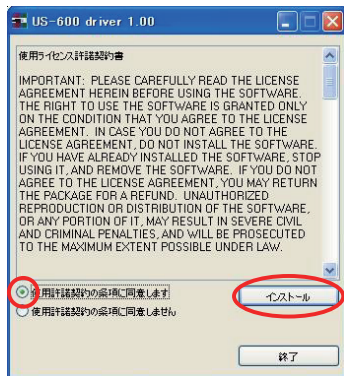 US-600 driver 1.00
使用ライセンス許諾契約書
IMPORTANT: PLEASE CAREFULLY READ THE LICENSE
AGREEMENT HEREIN BEFORE USING THE SOFTWARE.
THE RIGHT TO USE THE SOFTWARE IS GRANTED ONLY
ON THE CONDITION THAT YOU AGREE TO THE LICENSE
AGREEMENT. IN CASE YOU DO NOT AGREE TO THE
LICENSE AGREEMENT, DO NOT INSTALL THE SOFTWARE.
IF YOU HAVE ALREADY INSTALLED THE SOFTWARE, STOP
USING IT, AND REMOVE THE SOFTWARE. IF YOU DO NOT
AGREE TO THE LICENSE AGREEMENT, YOU MAY RETURN
THE PACKAGE FOR A REFUND. UNAUTHORIZED
REPRODUCTION OR DISTRIBUTION OF THE SOFTWARE,
OR ANY PORTION OF IT, MAY RESULT IN SEVERE CIVIL
AND CRIMINAL PENALTIES, AND WILL BE PROSECUTED
TO THE MAXIMUM EXTENT POSSIBLE UNDER LAW.
使用許諾契約の条項に同意します
インストール
使用許諾契約の条項に同意しません
終了